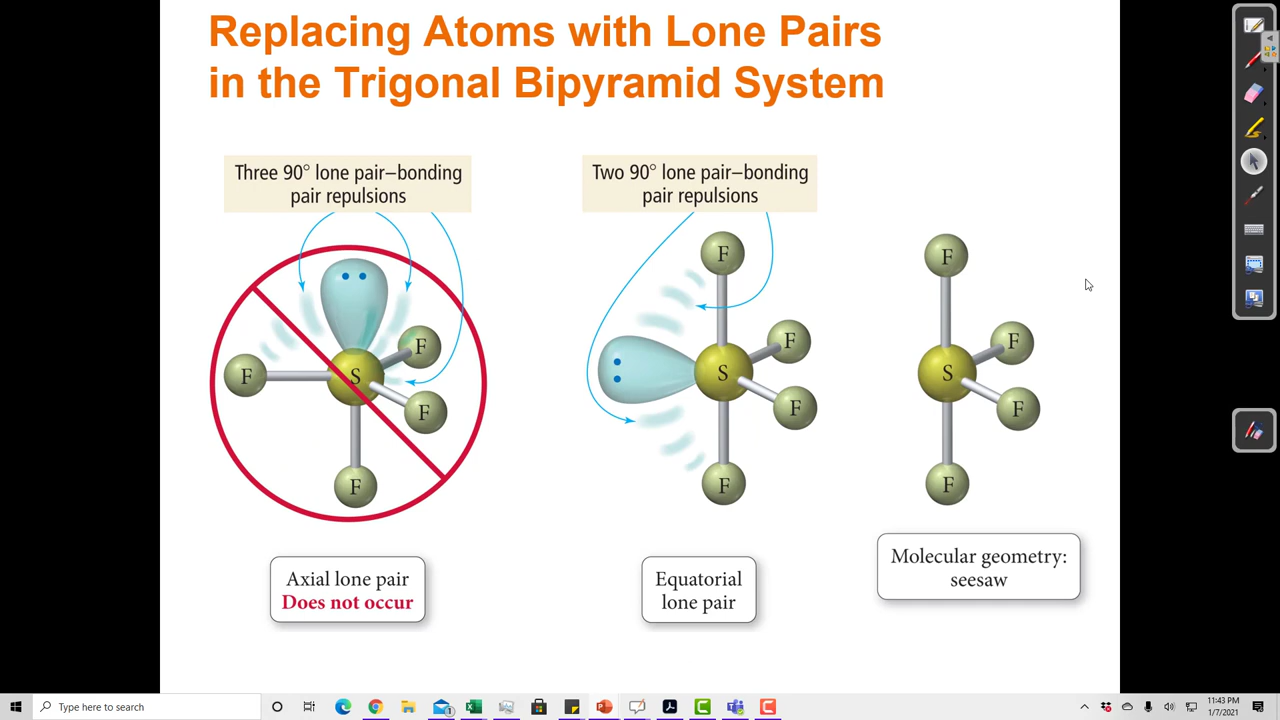 Replacing Atoms with Lone Pairs
in the Trigonal Bipyramid System
Three 90° lone pair–bonding
pair repulsions
Two 90° lone pair–bonding
pair repulsions
F
F
S
F
F
F
F
S
F
F
F
F
S
F
F
Axial lone pair
Does not occur
Equatorial
lone pair
Molecular geometry:
seesaw
Type here to search
11:43 PM
1/7/2021